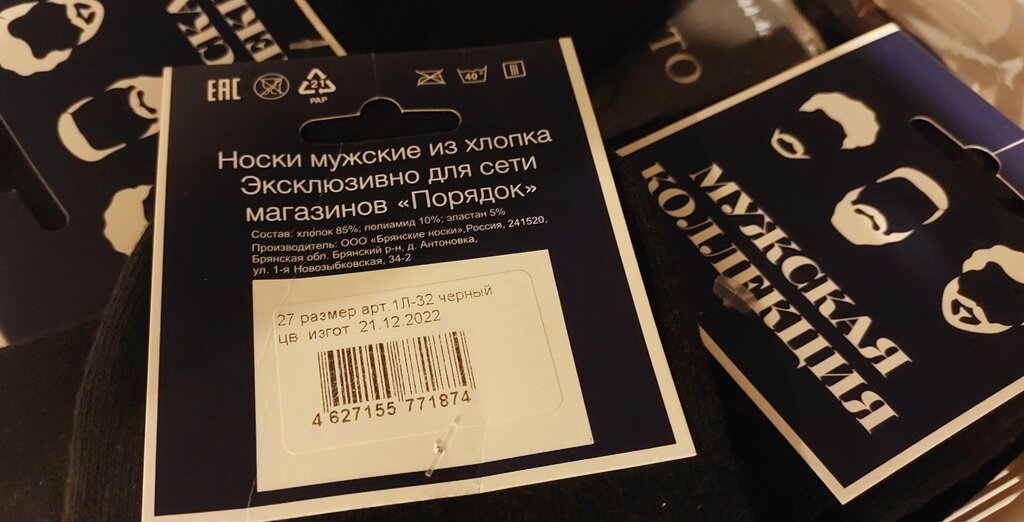 EAC
21
PAP
40°
Носки мужские из хлопка
Эксклюзивно для сети
магазинов «Порядок»
Состав: хлопок 85%; полиамид 10%; эластан 5%
Производитель: ООО «Брянские носки»,Россия, 241520,
Брянская обл. Брянский р-н, д. Антоновка,
ул. 1-я Новозыбковская, 34-2
27 размер арт.1Л-32 черный
цв. изгот. 21.12.2022
4 627155 771874
МУЖСКАЯ
КОЛЛЕКЦИЯ